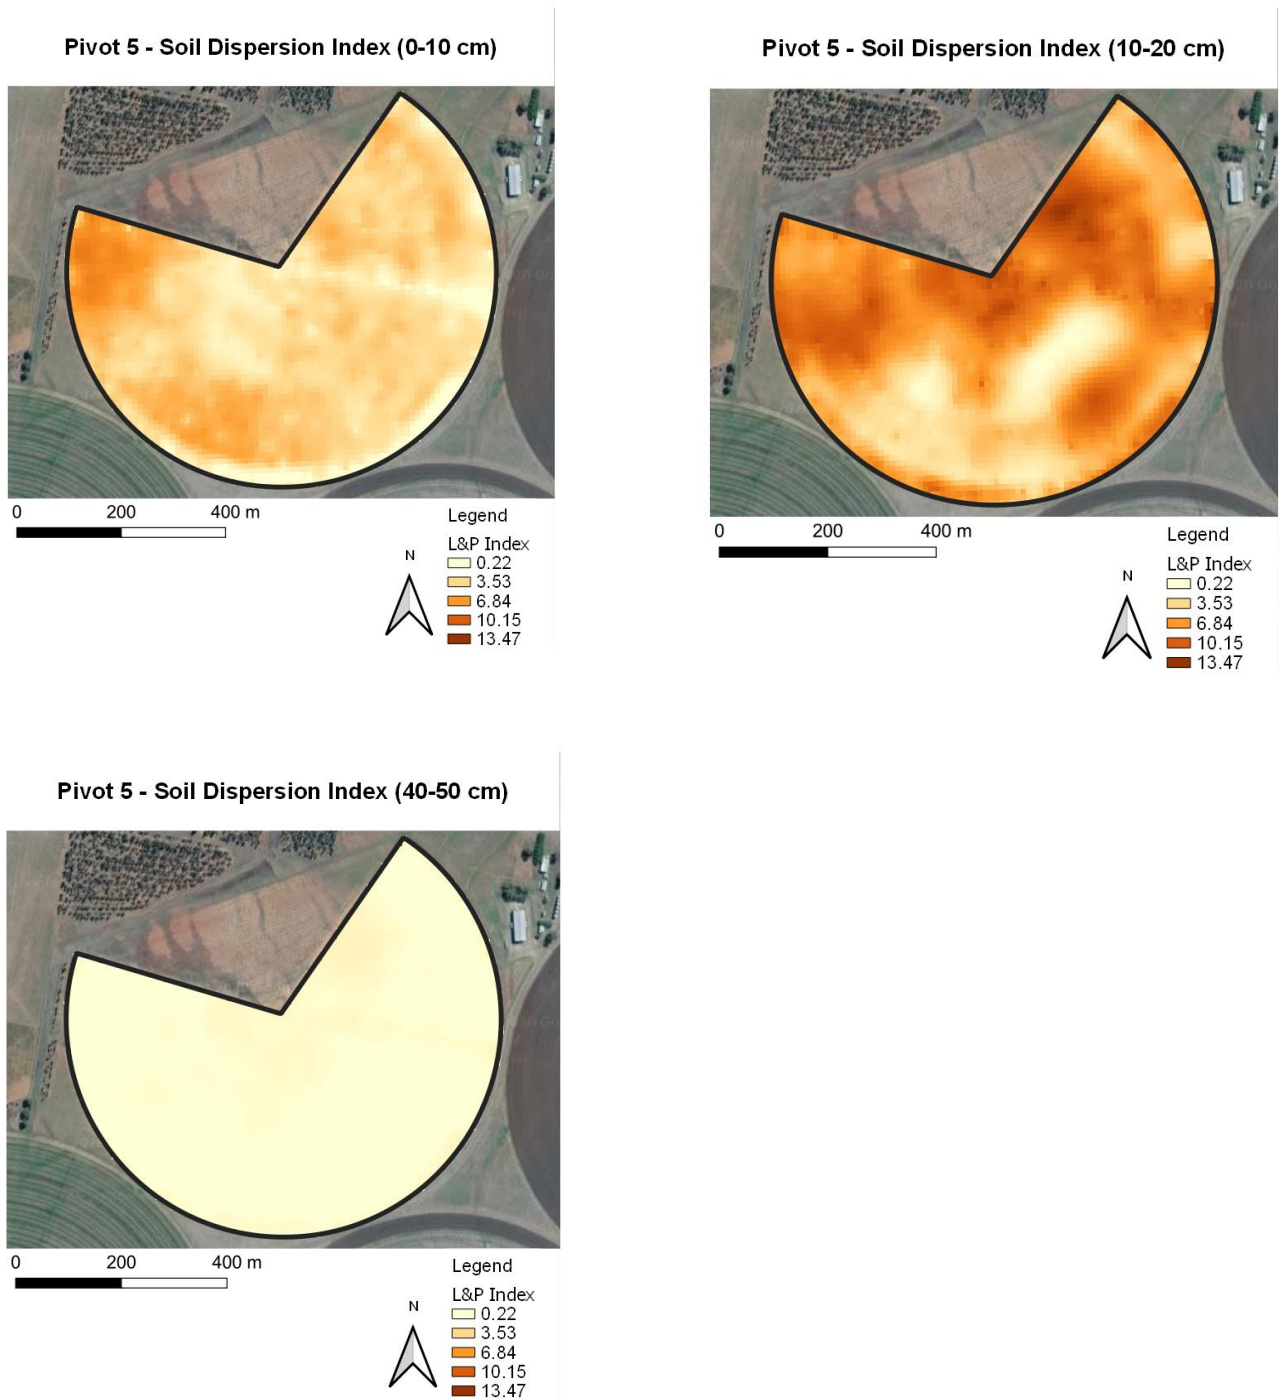 Pivot 5 - Soil Dispersion Index (0-10 cm)
0 200 400 m
N
Legend
L&P Index
0.22
3.53
6.84
10.15
13.47
Pivot 5 - Soil Dispersion Index (10-20 cm)
0 200 400 m
N
Legend
L&P Index
0.22
3.53
6.84
10.15
13.47
Pivot 5 - Soil Dispersion Index (40-50 cm)
0 200 400 m
N
Legend
L&P Index
0.22
3.53
6.84
10.15
13.47